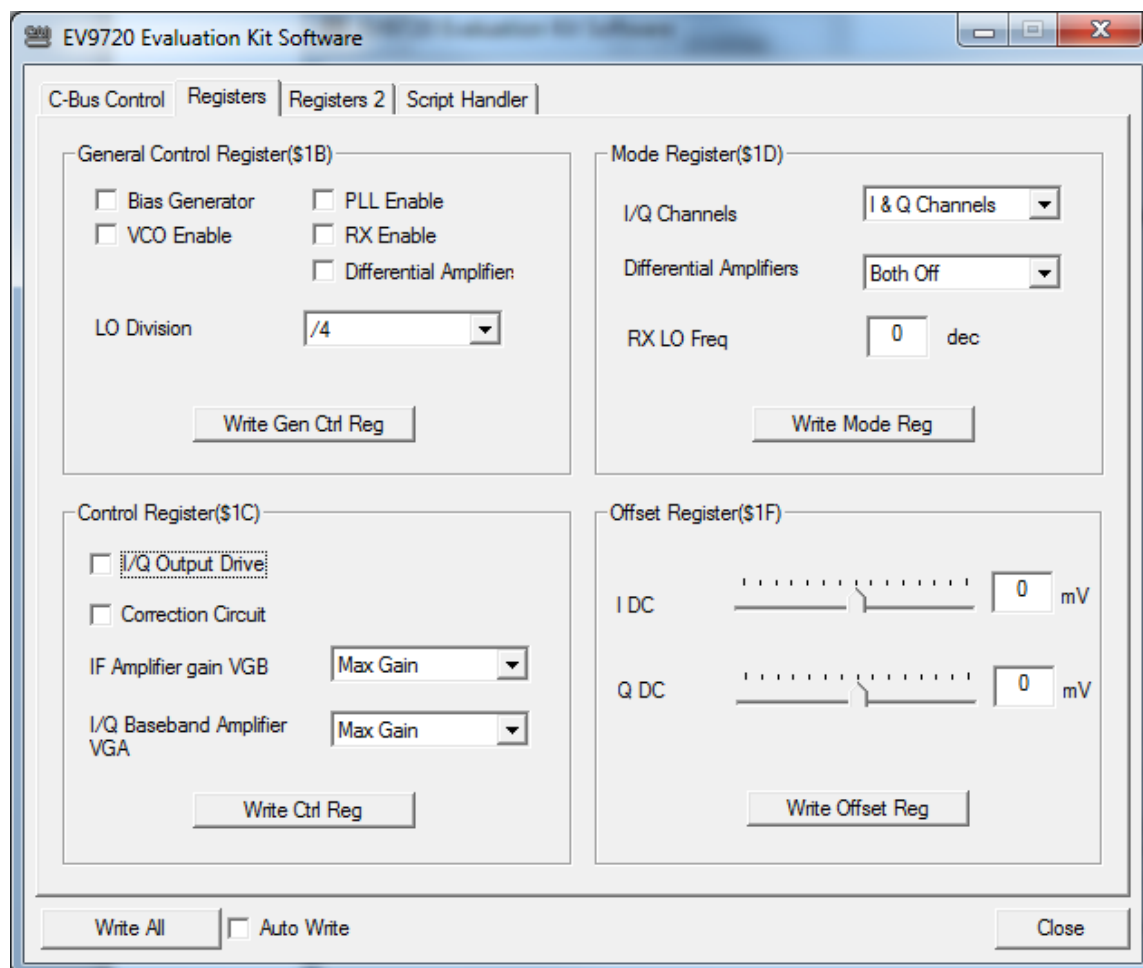 EV9720 Evaluation Kit Software
C-Bus Control Registers Registers 2 Script Handler
General Control Register($1B)
Bias Generator PLL Enable
VCO Enable RX Enable
Differential Amplifiers
LO Division /4
Write Gen Ctrl Reg
Mode Register($1D)
I/Q Channels I & Q Channels
Differential Amplifiers Both Off
RX LO Freq 0 dec
Write Mode Reg
Control Register($1C)
I/Q Output Drive
Correction Circuit
IF Amplifier gain VGB Max Gain
I/Q Baseband Amplifier Max Gain
VGA
Write Ctrl Reg
Offset Register($1F)
I DC 0 mV
Q DC 0 mV
Write Offset Reg
Write All Auto Write Close